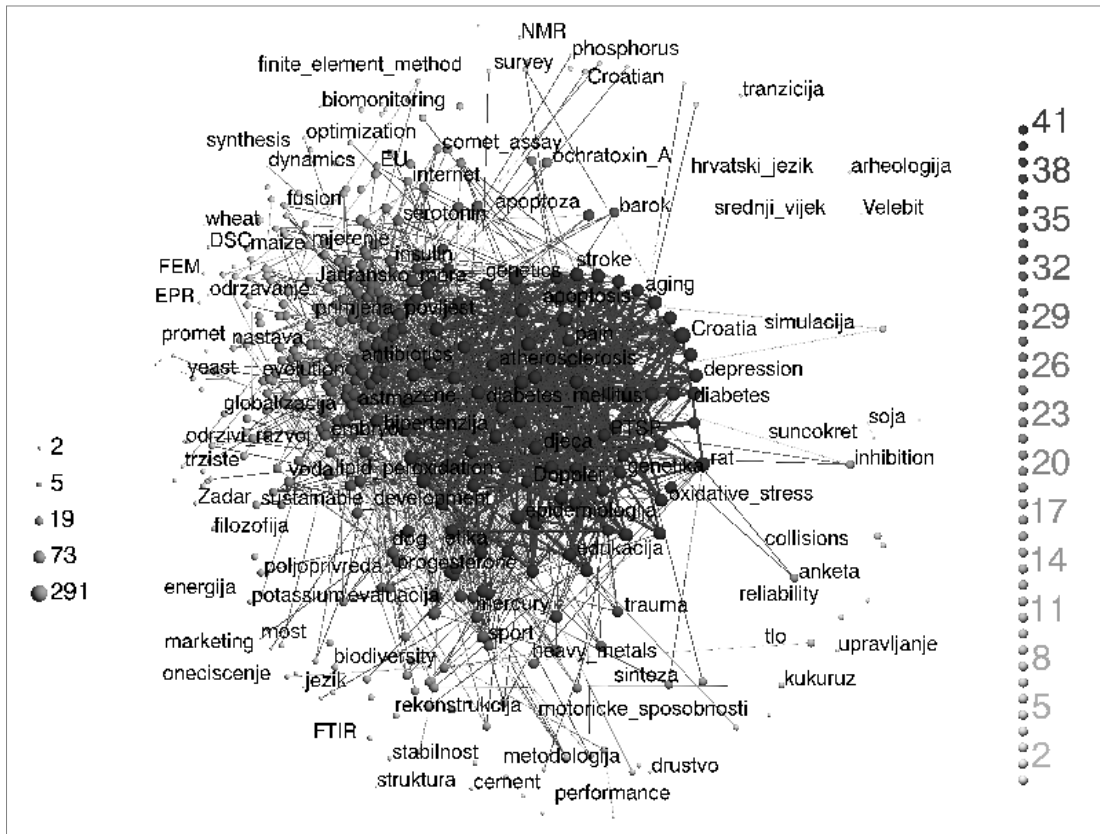 NMR
phosphorus
finite_element_method
survey
Croatian
tranzicija
biomonitoring
synthesis
optimization
comet_assay
dynamics
EU
ochratoxin_A
internet
hrvatski_jezik
arheologija
fusion
serotonin
apoptoza
barok
srednji_vijek
Velebit
wheat
DSC
maize
mjerenje
insulin
stroke
FEM
Jadransko_more
genetics
aging
EPR
odrzavanje
apoptosis
primjena
povijest
Croatia
simulacija
promet
nastava
pain
antibiotics
atherosclerosis
yeast
evolution
depression
globalizacija
astma
zene
diabetes_mellitus
diabetes
soja
odrzivi_razvoj
hipertenzija
PTSP
suncokret
djeca
trziste
voda
lipid_peroxidation
Doppler
genetika
rat
inhibition
Zadar
sustainable_development
oxidative_stress
filozofija
epidemiologija
dog
etika
edukacija
collisions
energija
poljoprivreda
progesterone
anketa
potassium
evaluacija
mercury
trauma
reliability
marketing
most
sport
tlo
upravljanje
oneciscenje
jezik
biodiversity
heavy_metals
sinteza
kukuruz
rekonstrukcija
motoricke_sposobnosti
FTIR
stabilnost
metodologija
drustvo
struktura
cement
performance
2
5
19
73
291
41
38
35
32
29
26
23
20
17
14
11
8
5
2